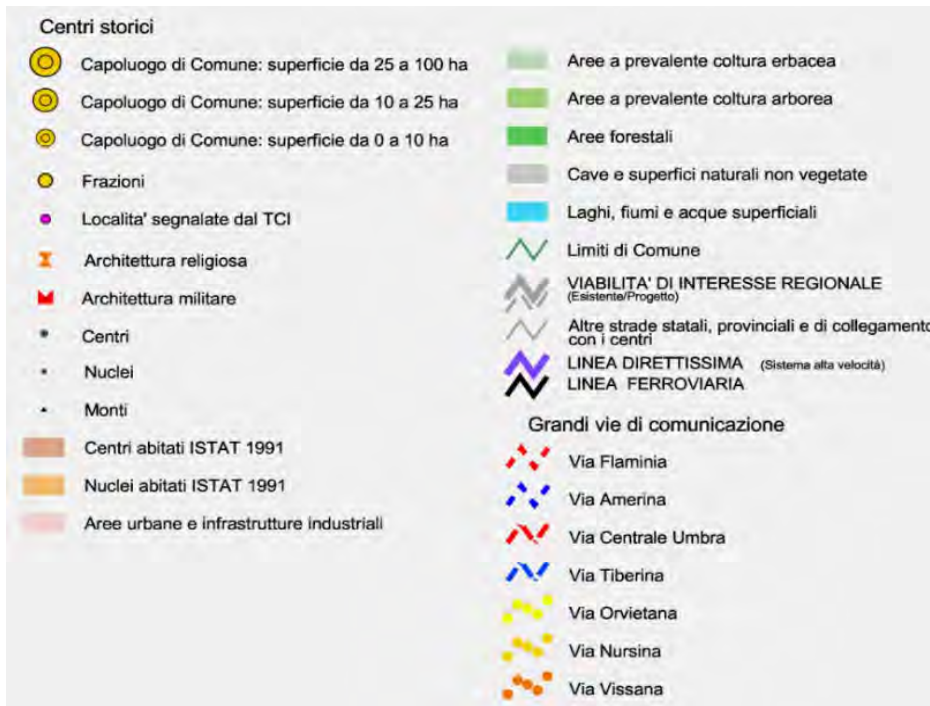 Centri storici
Capoluogo di Comune: superficie da 25 a 100 ha
Capoluogo di Comune: superficie da 10 a 25 ha
Capoluogo di Comune: superficie da 0 a 10 ha
Frazioni
Localita' segnalate dal TCI
Architettura religiosa
Architettura militare
Centri
Nuclei
Monti
Centri abitati ISTAT 1991
Nuclei abitati ISTAT 1991
Aree urbane e infrastrutture industriali
Aree a prevalente coltura erbacea
Aree a prevalente coltura arborea
Aree forestali
Cave e superfici naturali non vegetate
Laghi, fiumi e acque superficiali
Limiti di Comune
VIABILITA' DI INTERESSE REGIONALE
(Esistente/Progetto)
Altre strade statali, provinciali e di collegamento
con i centri
LINEA DIRETTISSIMA (Sistema alta velocità)
LINEA FERROVIARIA
Grandi vie di comunicazione
Via Flaminia
Via Amerina
Via Centrale Umbra
Via Tiberina
Via Orvietana
Via Nursina
Via Vissana